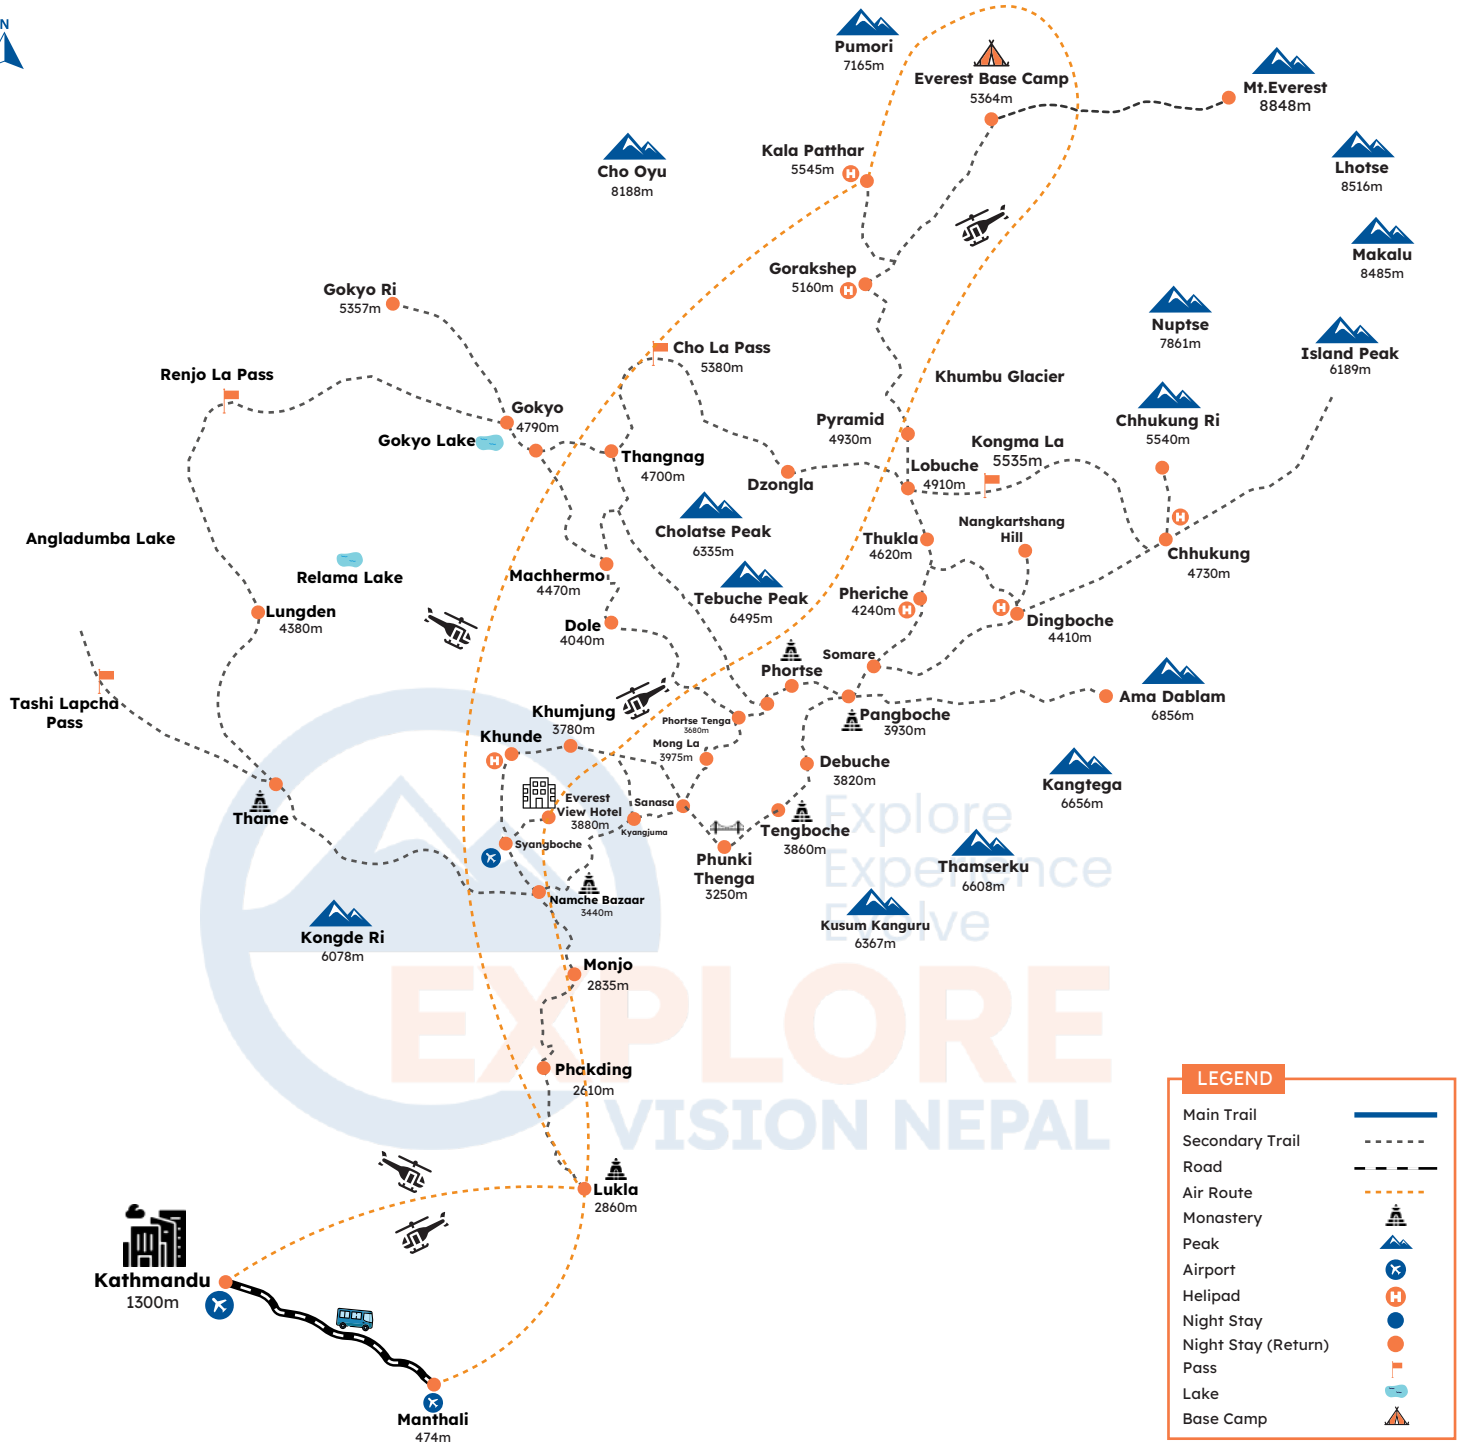 N
Pumori
7165m
Everest Base Camp
5364m
Mt.Everest
8848m
Cho Oyu
8188m
Kala Patthar
5545m
Lhotse
8516m
Makalu
8485m
Gorakshep
5160m
Gokyo Ri
5357m
Nuptse
7861m
Island Peak
6189m
Cho La Pass
5380m
Renjo La Pass
Khumbu Glacier
Gokyo
4790m
Gokyo Lake
Pyramid
4930m
Chhukung Ri
5540m
Kongma La
5535m
Thangnag
4700m
Dzongla
Lobuche
4910m
Cholatse Peak
6335m
Nangkartshang
Hill
Angladumba Lake
Thukla
4620m
Chhukung
4730m
Relama Lake
Machhermo
4470m
Tebuche Peak
6495m
Pheriche
4240m
Lungden
4380m
Dole
4040m
Dingboche
4410m
Phortse
Somare
Tashi Lapcha
Pass
Ama Dablam
6856m
Khumjung
3780m
Phortse Tenga
3680m
Pangboche
3930m
Khunde
Mong La
3975m
Debuche
3820m
Kangtega
6656m
Everest
View Hotel
3880m
Sanasa
Kyangjuma
Thame
Tengboche
3860m
Syangboche
Phunki
Thenga
3250m
Thamserku
6608m
Namche Bazaar
3440m
Kusum Kanguru
6367m
Kongde Ri
6078m
Explore
Experience
Evolve
EXPLORE
VISION NEPAL
Monjo
2835m
Phakding
2610m
Lukla
2860m
Kathmandu
1300m
Manthali
474m
LEGEND
Main Trail
Secondary Trail
Road
Air Route
Monastery
Peak
Airport
Helipad
H
Night Stay
Night Stay (Return)
Pass
Lake
Base Camp